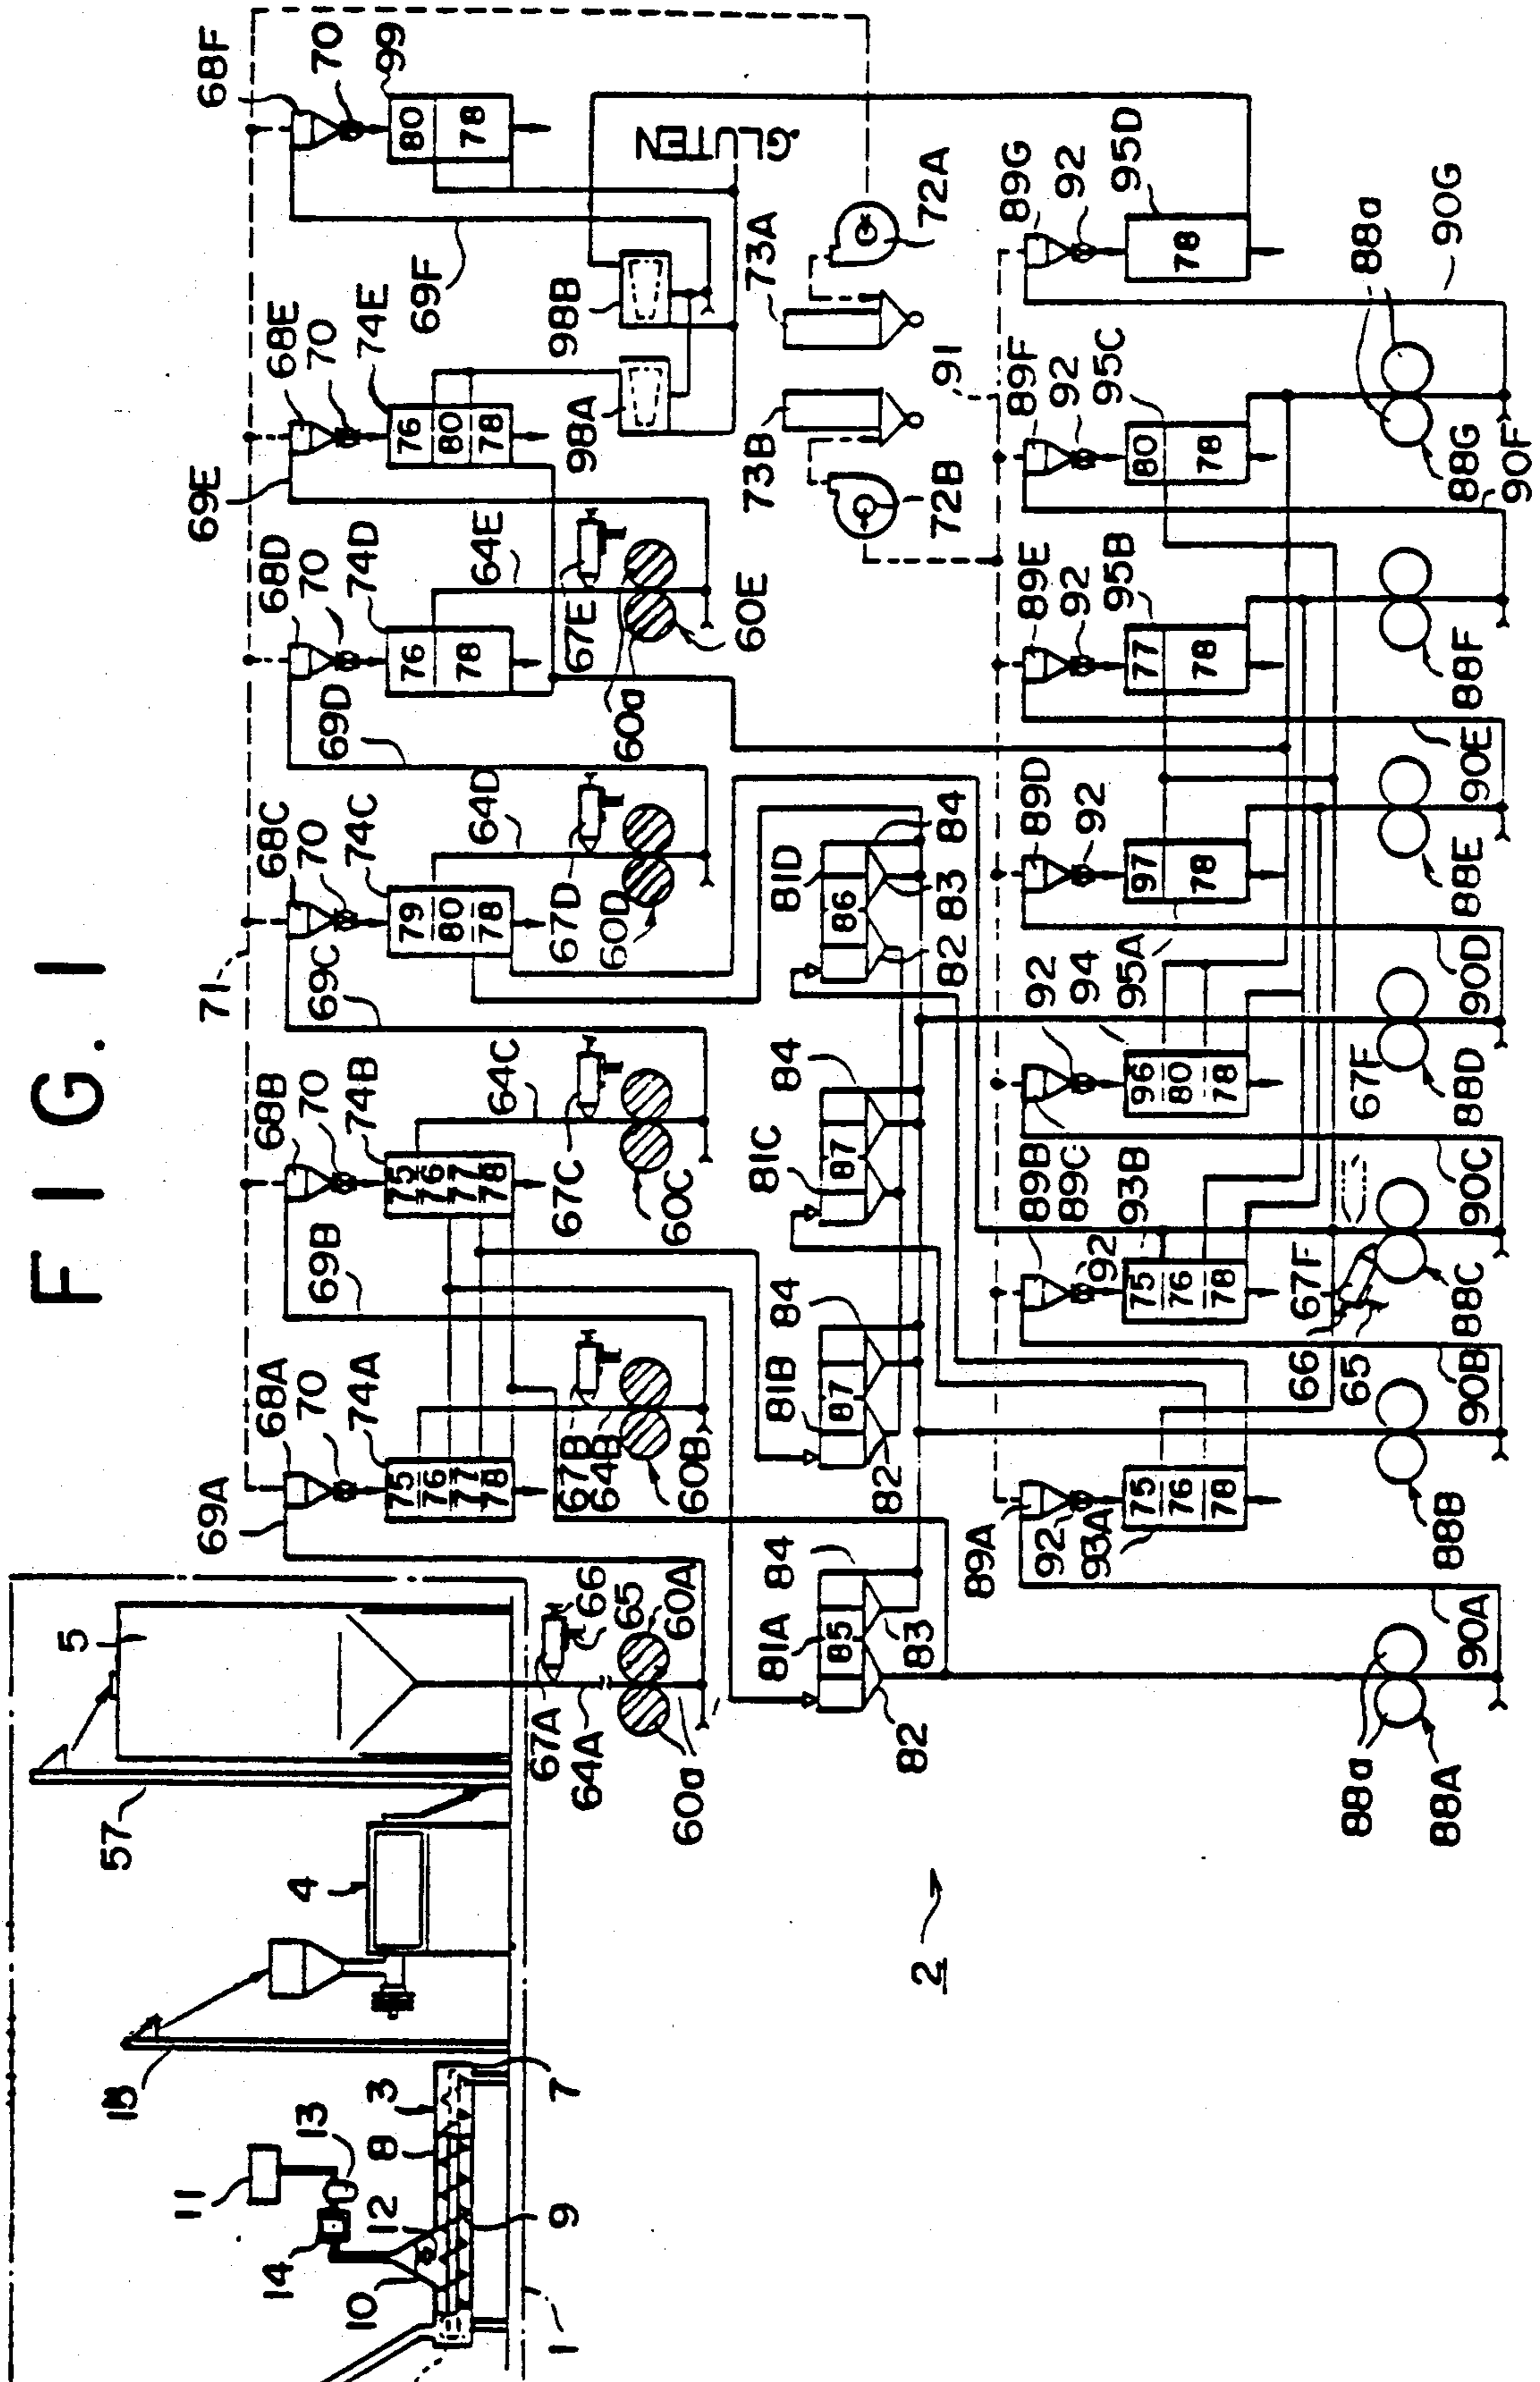 FIG. 1
68F
70
99
80
78
68E
70
74E
76
80
78
69E
69F
98B
98A
GLUTEN
72A
73A
73B
72B
68D
70
74D
76
78
64E
67E
60E
60a
69D
68C
70
74C
79
80
78
64D
67D
60D
69C
71
68B
70
74B
75
76
77
78
64C
67C
60C
69B
68A
70
74A
75
76
77
78
67B
64B
60B
69A
5
57
66
65
60A
67A
64A
60a
4
15
3
7
8
13
11
14
10
12
9
1
2
81D
84
86
83
82
81C
84
87
81B
84
87
82
81A
84
85
83
82
91
89G
92
95D
78
90G
89F
92
95C
80
78
88a
88G
90F
89E
92
95B
77
78
88F
90E
89D
92
97
78
95A
88E
90D
92
94
96
80
78
67F
88D
90C
89B
89C
93B
92
75
76
78
67F
66
65
88C
90B
89A
92
93A
75
76
78
88B
90A
88a
88A